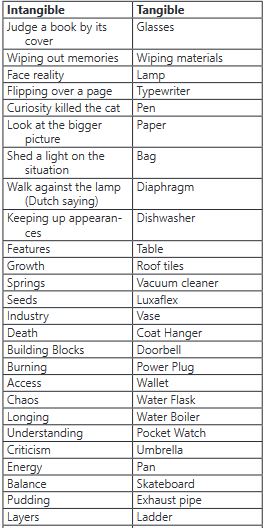 Intangible Tangible
Judge a book by its Glasses
cover
Wiping out memories Wiping materials
Face reality Lamp
Flipping over a page Typewriter
Curiosity killed the cat Pen
Look at the bigger Paper
picture
Shed a light on the Bag
situation
Walk against the lamp Diaphragm
(Dutch saying)
Keeping up appearan- Dishwasher
ces
Features Table
Growth Roof tiles
Springs Vacuum cleaner
Seeds Luxaflex
Industry Vase
Death Coat Hanger
Building Blocks Doorbell
Burning Power Plug
Access Wallet
Chaos Water Flask
Longing Water Boiler
Understanding Pocket Watch
Criticism Umbrella
Energy Pan
Balance Skateboard
Pudding Exhaust pipe
Layers Ladder